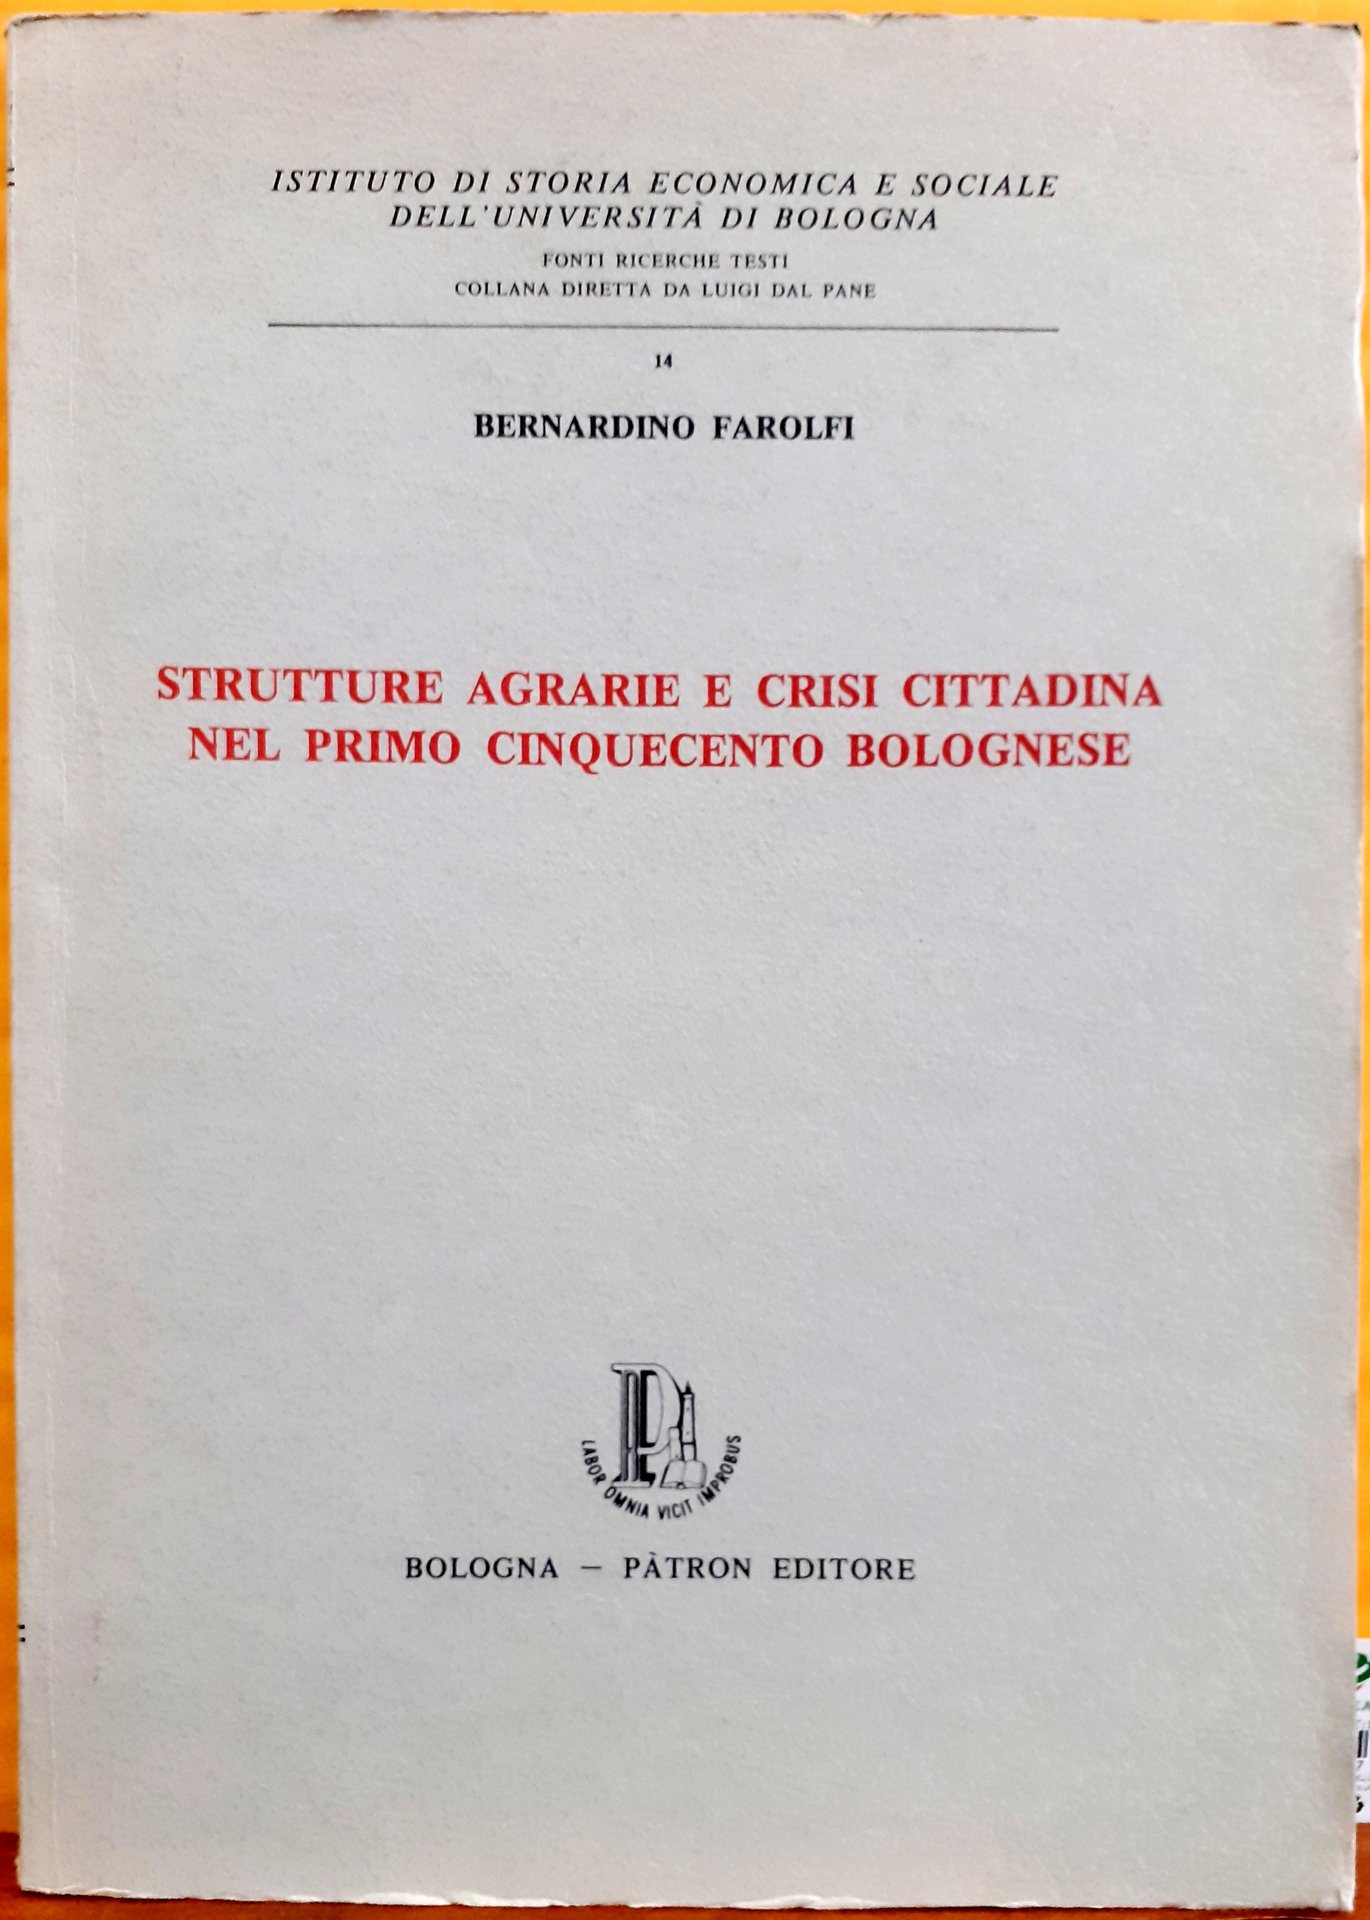 ISTITUTO DI STORIA ECONOMICA E SOCIALE
DELL'UNIVERSITÀ DI BOLOGNA
FONTI RICERCHE TESTI
COLLANA DIRETTA DA LUIGI DAL PANE
14
BERNARDINO FAROLFI
STRUTTURE AGRARIE E CRISI CITTADINA
NEL PRIMO CINQUECENTO BOLOGNESE
LABOR OMNIA VICIT IMPROBUS
BOLOGNA — PÀTRON EDITORE